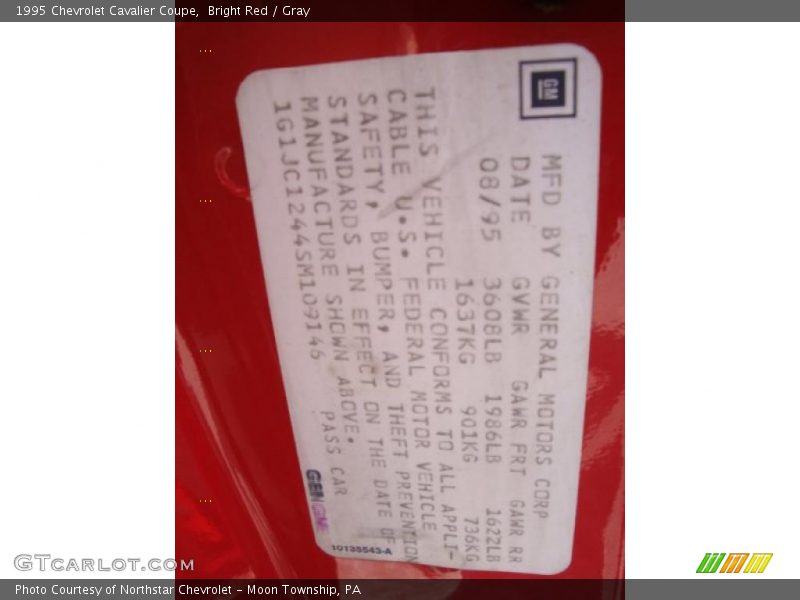 1995 Chevrolet Cavalier Coupe, Bright Red / Gray
GM
MFD BY GENERAL MOTORS CORP
DATE GVWR GAWR FRT GAWR RR
08/95 3608LB 1986LB 1622LB
1637KG 901KG 736KG
THIS VEHICLE CONFORMS TO ALL APPLI-
CABLE U.S. FEDERAL MOTOR VEHICLE
SAFETY, BUMPER, AND THEFT PREVENTION
STANDARDS IN EFFECT ON THE DATE OF
MANUFACTURE SHOWN ABOVE.
1G1JC1244SM109146 PASS CAR
10135543-A
GTCarlot.com
Photo Courtesy of Northstar Chevrolet - Moon Township, PA